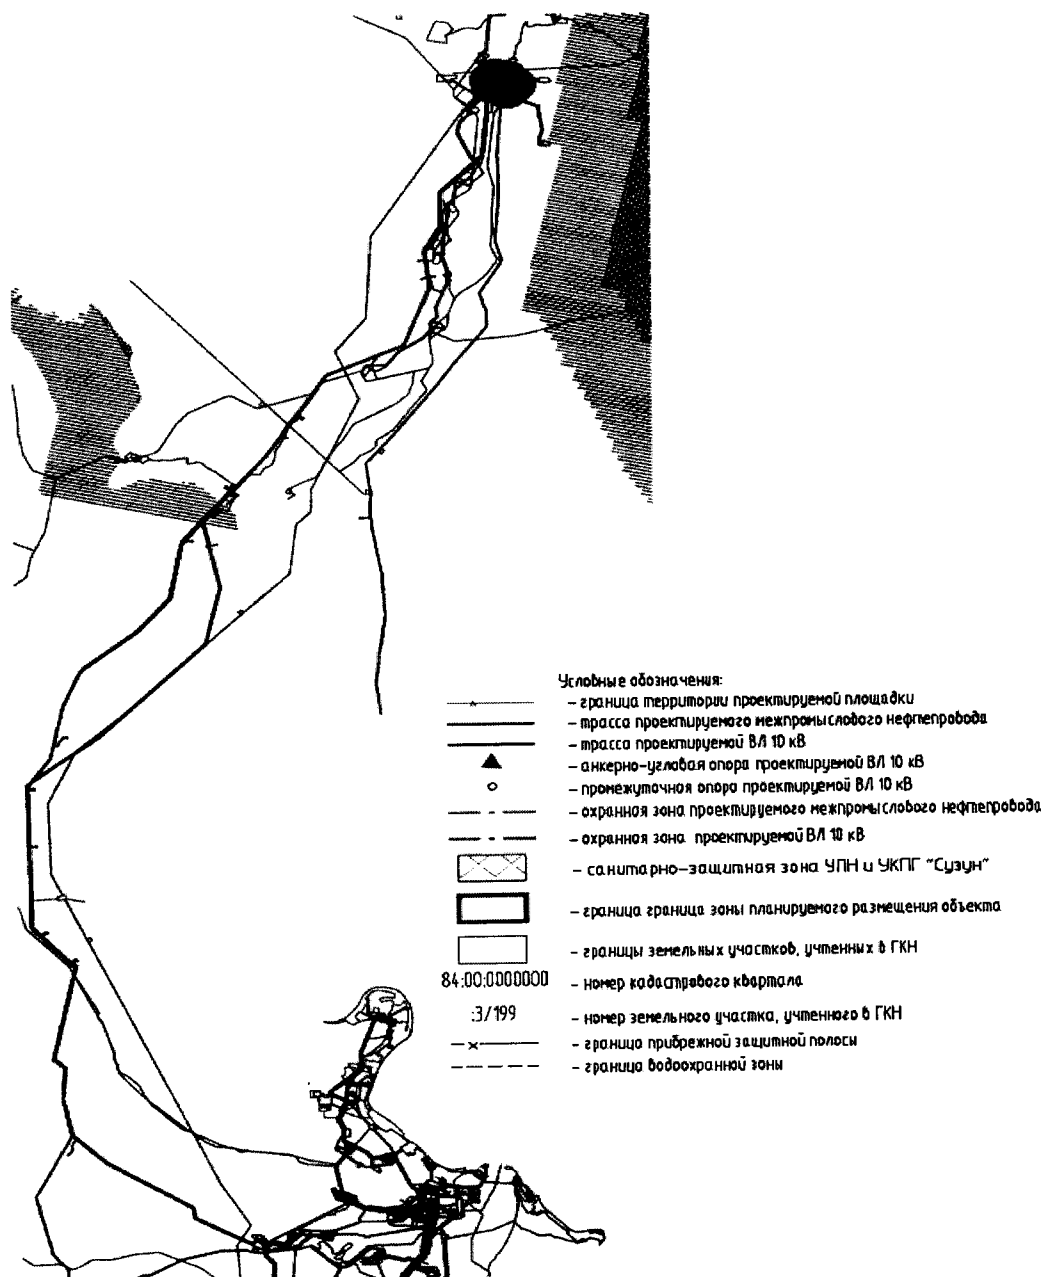 Условные обозначения:
– граница территории проектируемой площадки
– трасса проектируемого межпромыслового нефтепровода
– трасса проектируемой ВЛ 10 кВ
– анкерно-угловая опора проектируемой ВЛ 10 кВ
– промежуточная опора проектируемой ВЛ 10 кВ
– охранная зона проектируемого межпромыслового нефтепровода
– охранная зона проектируемой ВЛ 10 кВ
– санитарно-защитная зона УПН и УКПГ "Сузун"
– граница граница зоны планируемого размещения объекта
– границы земельных участков, учтенных в ГКН
84:00:0000000 – номер кадастрового квартала
:3/199 – номер земельного участка, учтенного в ГКН
– граница прибрежной защитной полосы
– граница водоохранной зоны